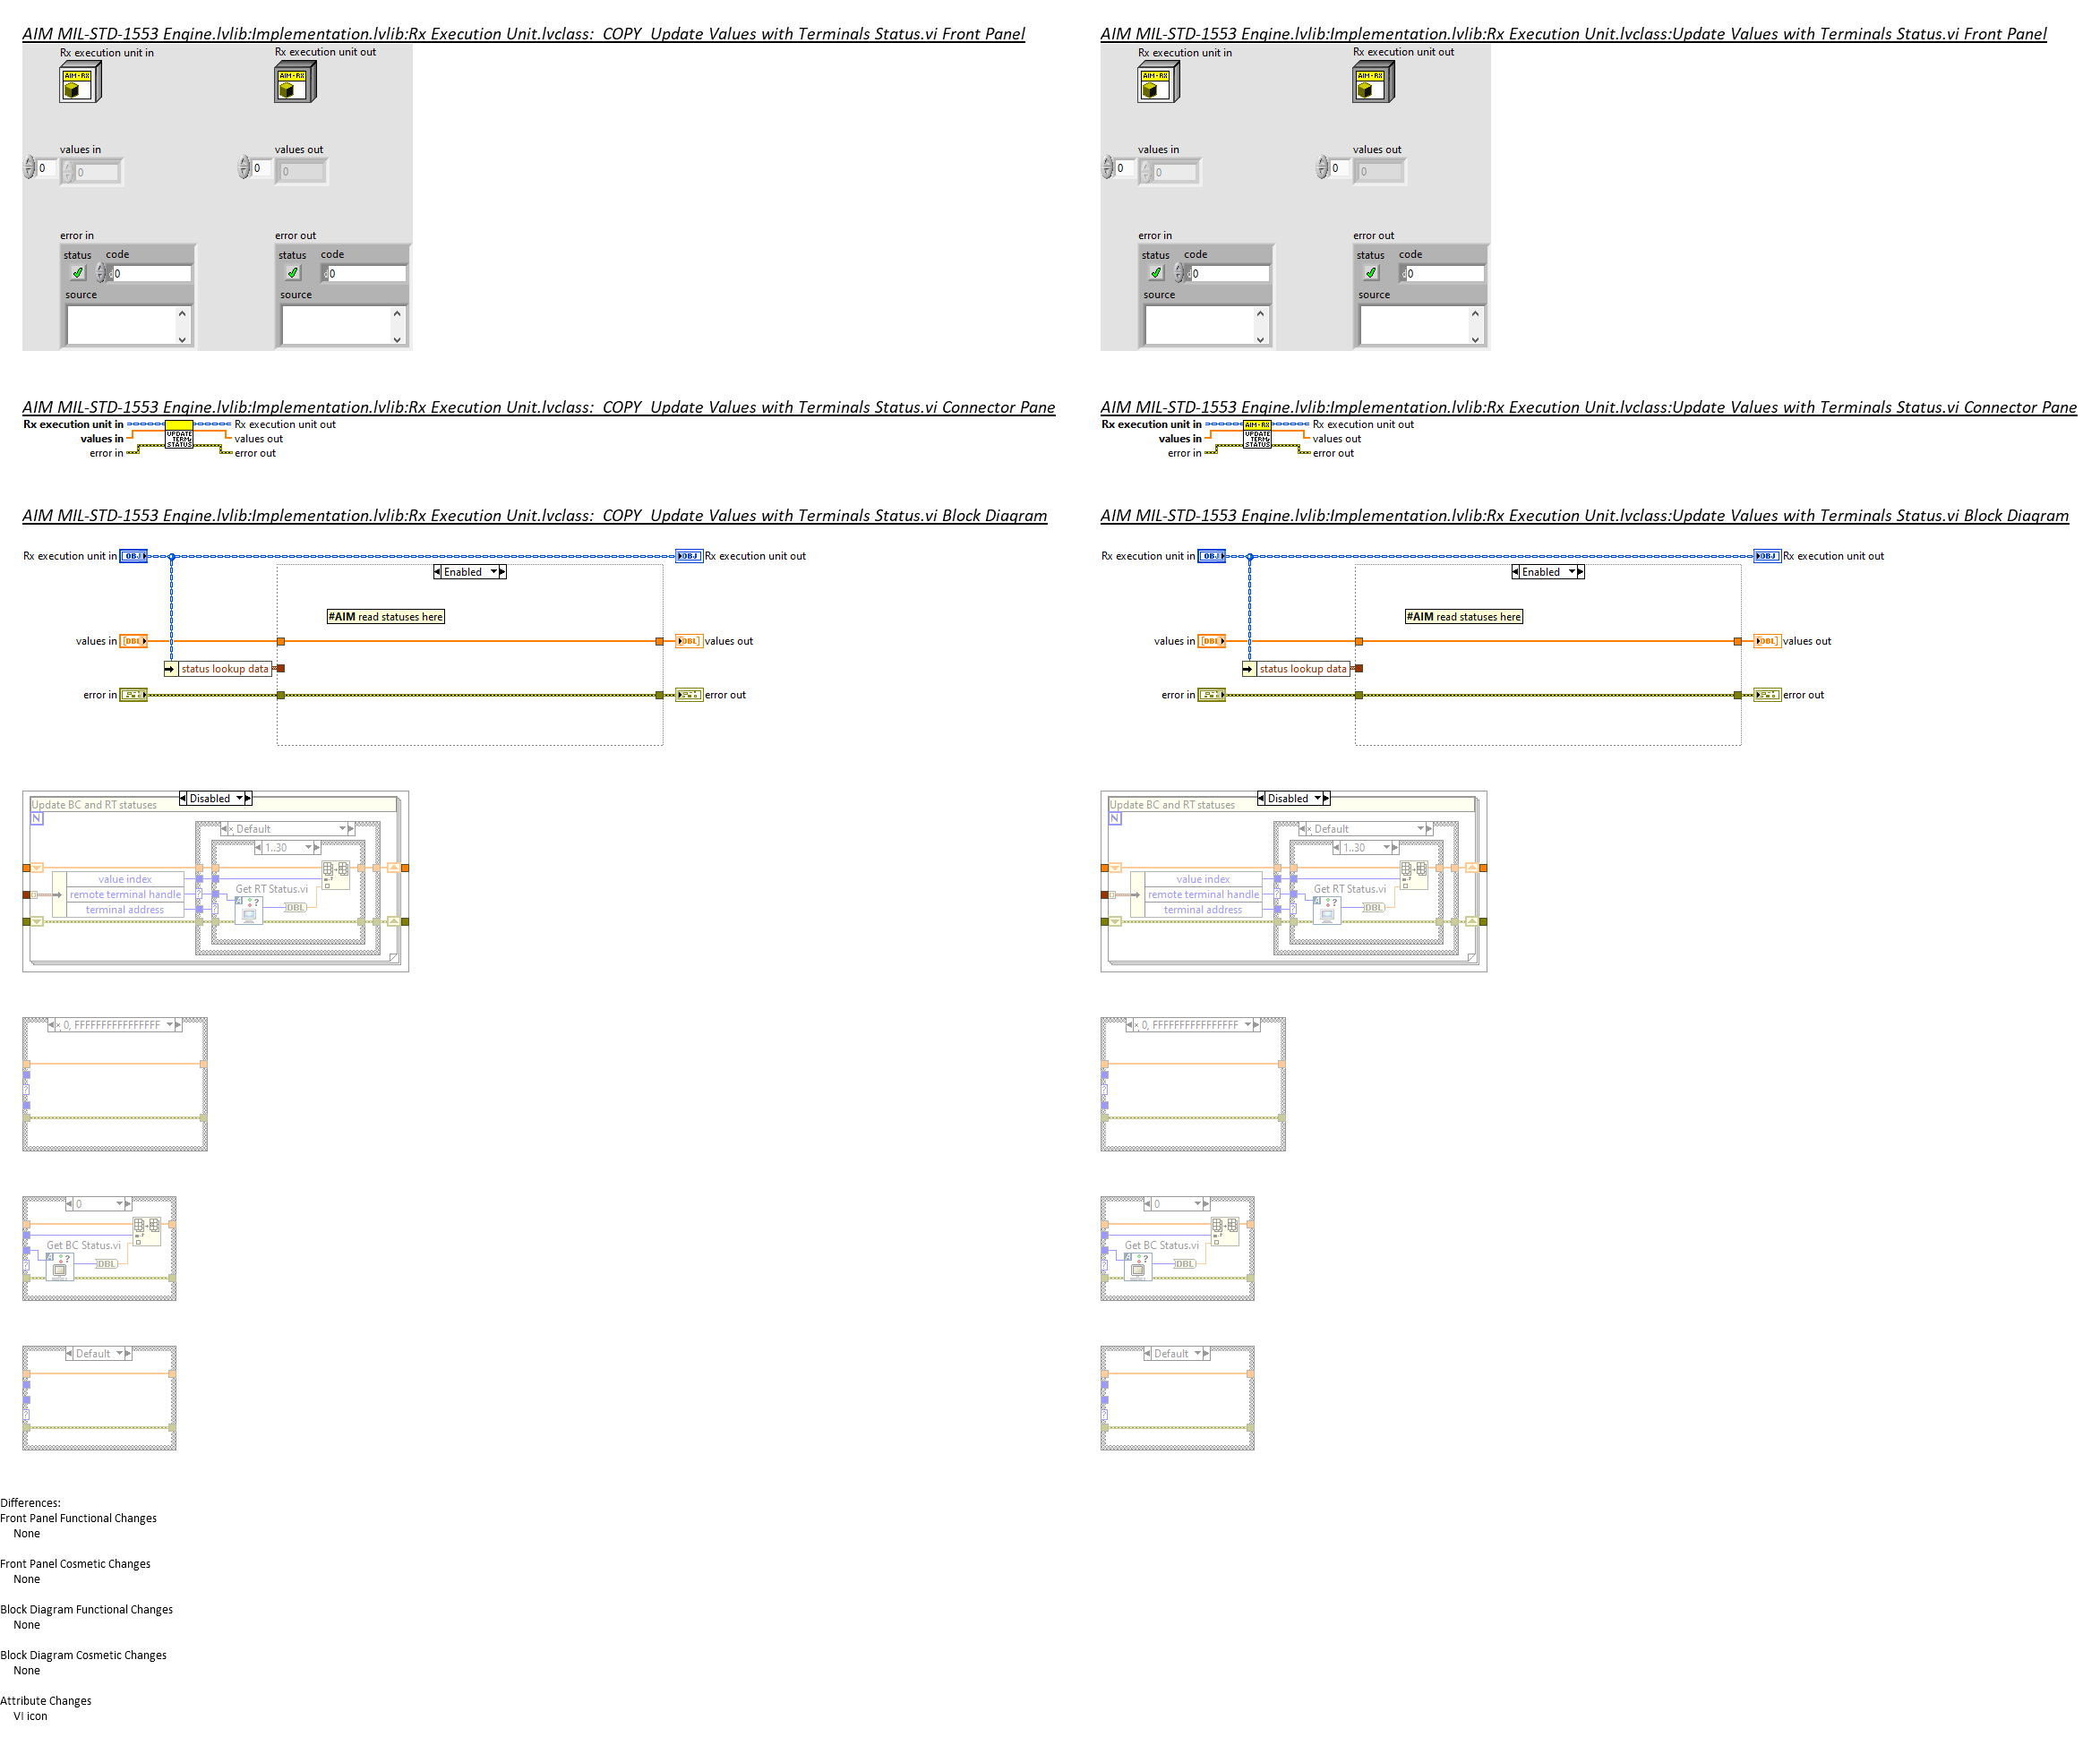 AIM MIL-STD-1553 Engine.lvlib:Implementation.lvlib:Rx Execution Unit.lvclass:_COPY_Update Values with Terminals Status.vi Front Panel
Rx execution unit in
Rx execution unit out
AIM-RX
AIM-RX
values in
values out
0
0
0
0
error in
error out
status code
status code
0
0
source
source
AIM MIL-STD-1553 Engine.lvlib:Implementation.lvlib:Rx Execution Unit.lvclass:_COPY_Update Values with Terminals Status.vi Connector Pane
Rx execution unit in
Rx execution unit out
values in
values out
error in
error out
UPDATE
STATUS
AIM MIL-STD-1553 Engine.lvlib:Implementation.lvlib:Rx Execution Unit.lvclass:_COPY_Update Values with Terminals Status.vi Block Diagram
Rx execution unit in
OBJ
OBJ
Rx execution unit out
Enabled
#AIM read statuses here
values in
DBL
DBL
values out
status lookup data
error in
error out
Disabled
Update BC and RT statuses
N
Default
1..30
value index
remote terminal handle
terminal address
Get RT Status.vi
DBL
x 0, FFFFFFFFFFFFFFFF
0
Get BC Status.vi
DBL
Default
Differences:
Front Panel Functional Changes
None
Front Panel Cosmetic Changes
None
Block Diagram Functional Changes
None
Block Diagram Cosmetic Changes
None
Attribute Changes
VI icon
AIM MIL-STD-1553 Engine.lvlib:Implementation.lvlib:Rx Execution Unit.lvclass:Update Values with Terminals Status.vi Front Panel
Rx execution unit in
Rx execution unit out
AIM-RX
AIM-RX
values in
values out
0
0
0
0
error in
error out
status code
status code
0
0
source
source
AIM MIL-STD-1553 Engine.lvlib:Implementation.lvlib:Rx Execution Unit.lvclass:Update Values with Terminals Status.vi Connector Pane
Rx execution unit in
Rx execution unit out
values in
values out
error in
error out
AIM-RX
UPDATE
STATUS
AIM MIL-STD-1553 Engine.lvlib:Implementation.lvlib:Rx Execution Unit.lvclass:Update Values with Terminals Status.vi Block Diagram
Rx execution unit in
OBJ
OBJ
Rx execution unit out
Enabled
#AIM read statuses here
values in
DBL
DBL
values out
status lookup data
error in
error out
Disabled
Update BC and RT statuses
N
Default
1..30
value index
remote terminal handle
terminal address
Get RT Status.vi
DBL
x 0, FFFFFFFFFFFFFFFF
0
Get BC Status.vi
DBL
Default